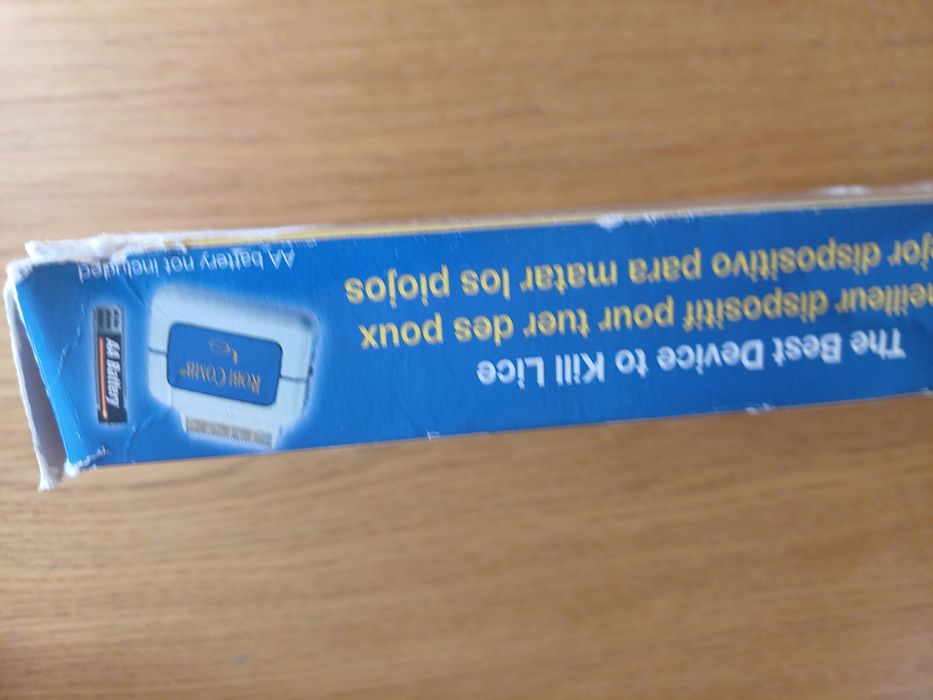 The Best Device to Kill Lice
eilleur dispositif pour tuer des poux
jor dispositivo para matar los piojos
ROBI COMB®
AA Battery
AA battery not included